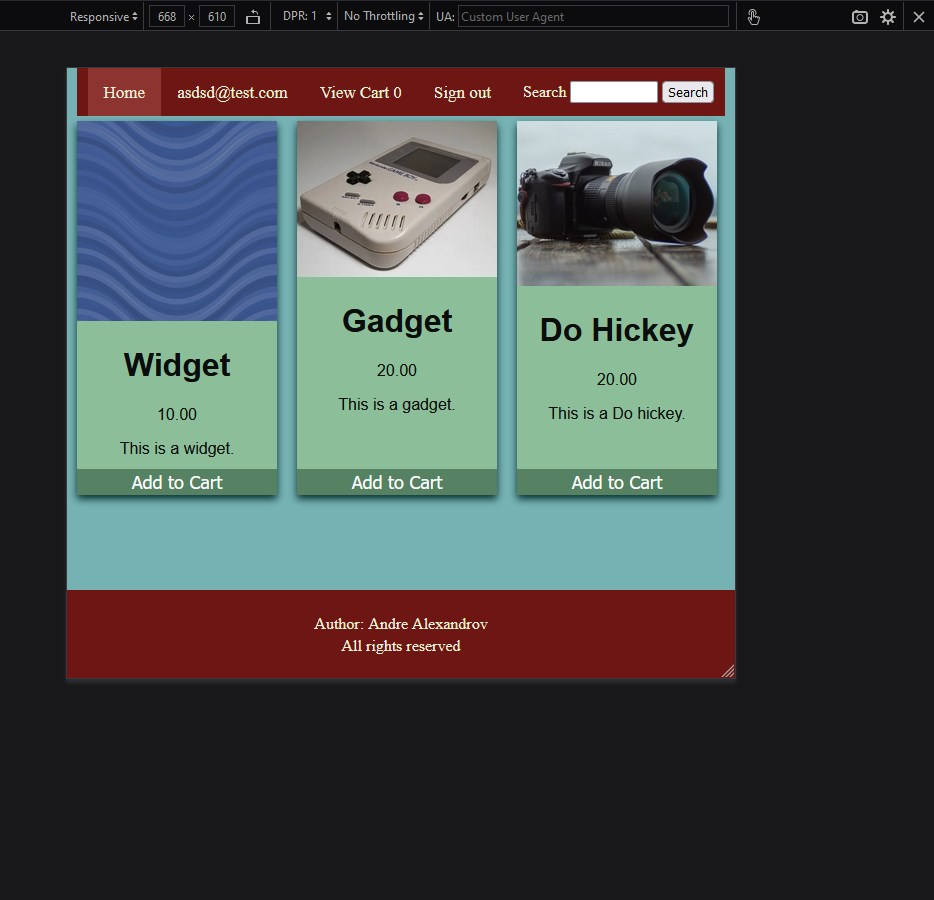 Responsive 668 × 610 DPR: 1 No Throttling UA: Custom User Agent
Home asdsd@test.com View Cart 0 Sign out Search Search
Nikon
Widget
10.00
This is a widget.
Add to Cart
Gadget
20.00
This is a gadget.
Add to Cart
Do Hickey
20.00
This is a Do hickey.
Add to Cart
Author: Andre Alexandrov
All rights reserved